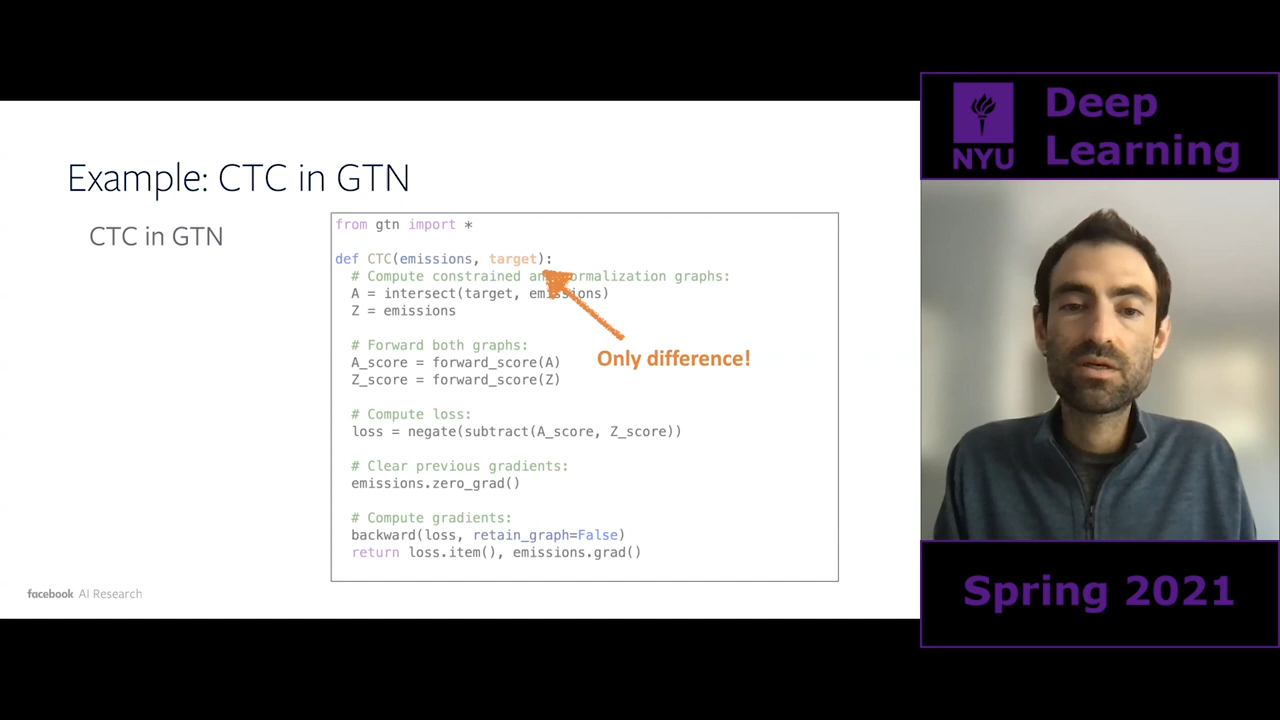 Example: CTC in GTN
CTC in GTN
from gtn import *
def CTC(emissions, target):
# Compute constrained and normalization graphs:
A = intersect(target, emissions)
Z = emissions
# Forward both graphs:
A_score = forward_score(A)
Z_score = forward_score(Z)
# Compute loss:
loss = negate(subtract(A_score, Z_score))
# Clear previous gradients:
emissions.zero_grad()
# Compute gradients:
backward(loss, retain_graph=False)
return loss.item(), emissions.grad()
Only difference!
facebook AI Research
NYU
Deep
Learning
Spring 2021